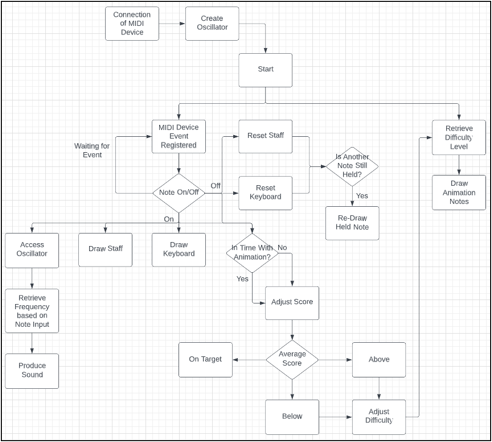 Connection
of MIDI
Device
Create
Oscillator
Start
MIDI Device
Event
Registered
Reset Staff
Retrieve
Difficulty
Level
Waiting for
Event
Is Another
Note Still
Held?
Note On/Off
Off
Reset
Keyboard
Yes
Draw
Animation
Notes
On
Re-Draw
Held Note
Access
Oscillator
Draw Staff
Draw
Keyboard
In Time With
Animation?
No
Yes
Retrieve
Frequency
based on
Note Input
Adjust Score
Produce
Sound
On Target
Average
Score
Above
Below
Adjust
Difficulty